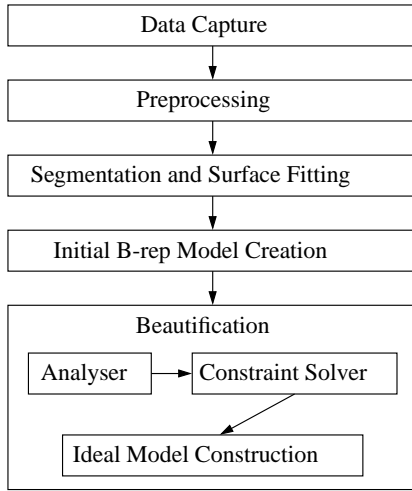 Data Capture
Preprocessing
Segmentation and Surface Fitting
Initial B-rep Model Creation
Beautification
Analyser
Constraint Solver
Ideal Model Construction